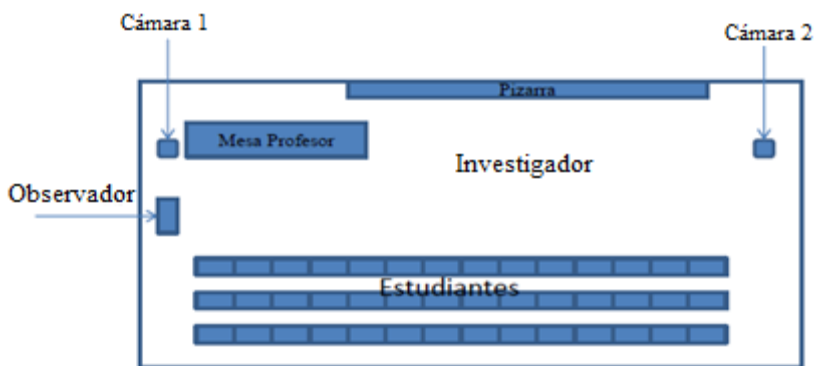 Cámara 1
Cámara 2
Pizarra
Mesa Profesor
Investigador
Observador
Estudiantes